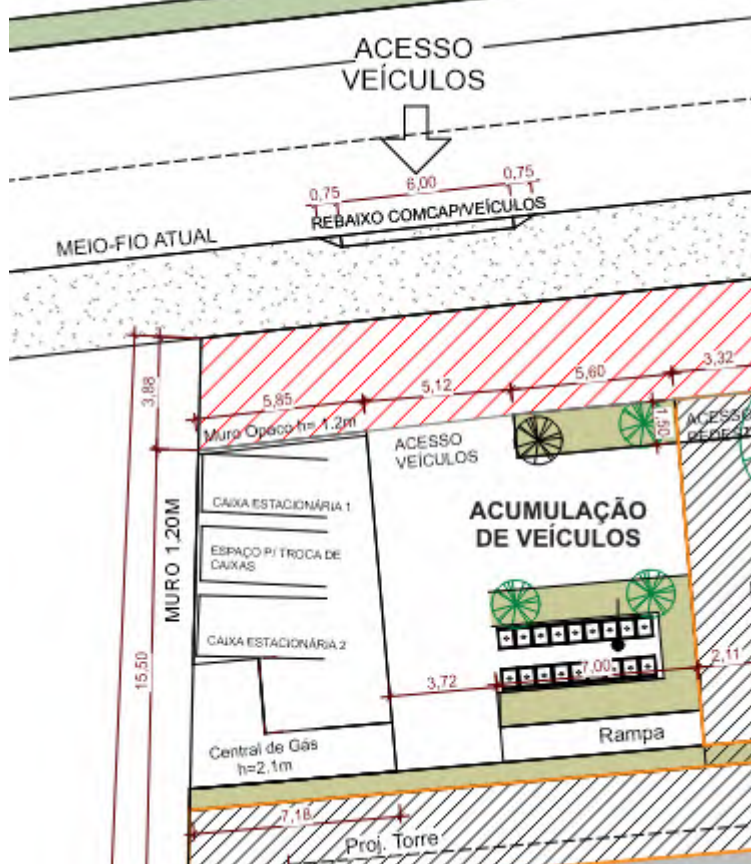 ACESSO
VEÍCULOS
0,75
6,00
0,75
REBAIXO COMCAP/VEÍCULOS
MEIO-FIO ATUAL
3,88
5,85
5,12
5,60
3,32
Muro Opaco h= 1.2m
ACESSO
VEÍCULOS
1,50
ACESSO
CAIXA ESTACIONÁRIA 1
ACUMULAÇÃO
DE VEÍCULOS
ESPAÇO P/ TROCA DE
CAIXAS
MURO 1,20M
CAIXA ESTACIONÁRIA 2
15,50
3,72
7,00
2,11
Central de Gás
h=2.1m
Rampa
7,18
Proj. Torre